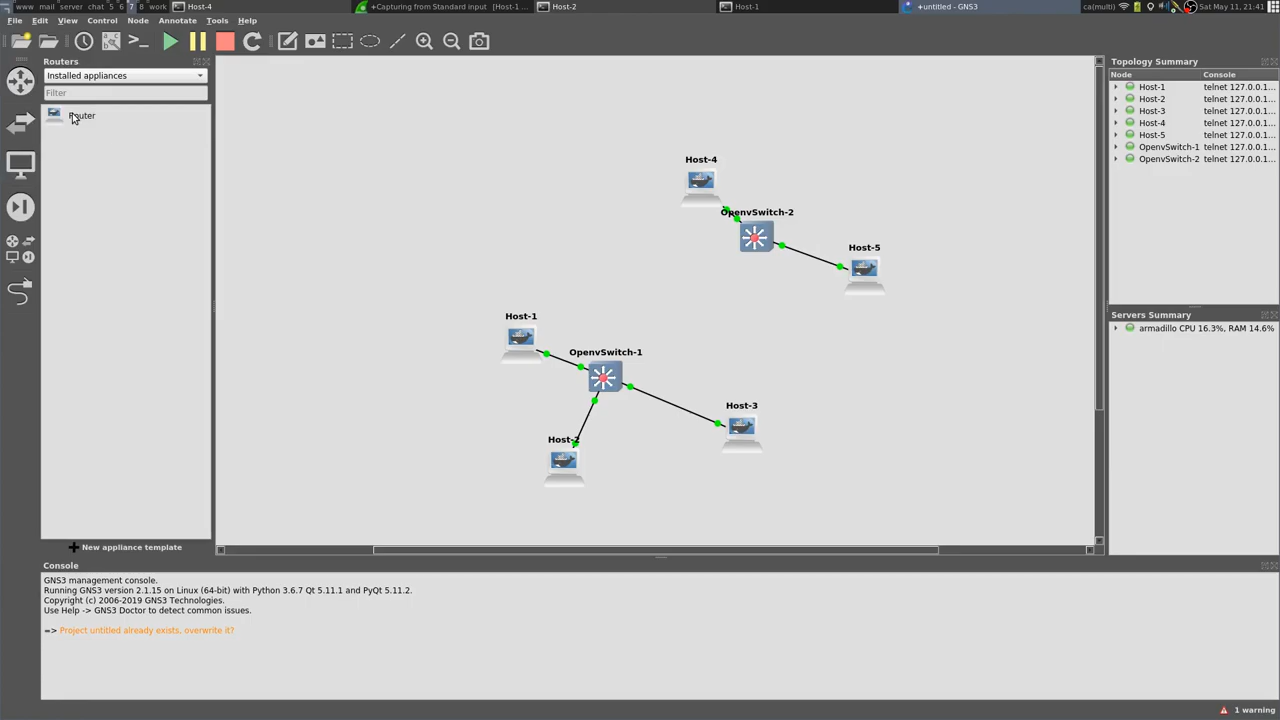 www mail server chat 5 6 7 8 work
Host-4
+Capturing from Standard input [Host-1 ...
Host-2
Host-1
+untitled - GNS3
ca(multi)
Sat May 11, 21:41
File Edit View Control Node Annotate Tools Help
Routers
Installed appliances
Filter
Router
New appliance template
Host-4
OpenvSwitch-2
Host-5
Host-1
OpenvSwitch-1
Host-3
Host-2
Topology Summary
Node Console
Host-1 telnet 127.0.0.1...
Host-2 telnet 127.0.0.1...
Host-3 telnet 127.0.0.1...
Host-4 telnet 127.0.0.1...
Host-5 telnet 127.0.0.1...
OpenvSwitch-1 telnet 127.0.0.1...
OpenvSwitch-2 telnet 127.0.0.1...
Servers Summary
armadillo CPU 16.3%, RAM 14.6%
Console
GNS3 management console.
Running GNS3 version 2.1.15 on Linux (64-bit) with Python 3.6.7 Qt 5.11.1 and PyQt 5.11.2.
Copyright (c) 2006-2019 GNS3 Technologies.
Use Help -> GNS3 Doctor to detect common issues.
=> Project untitled already exists, overwrite it?
1 warning